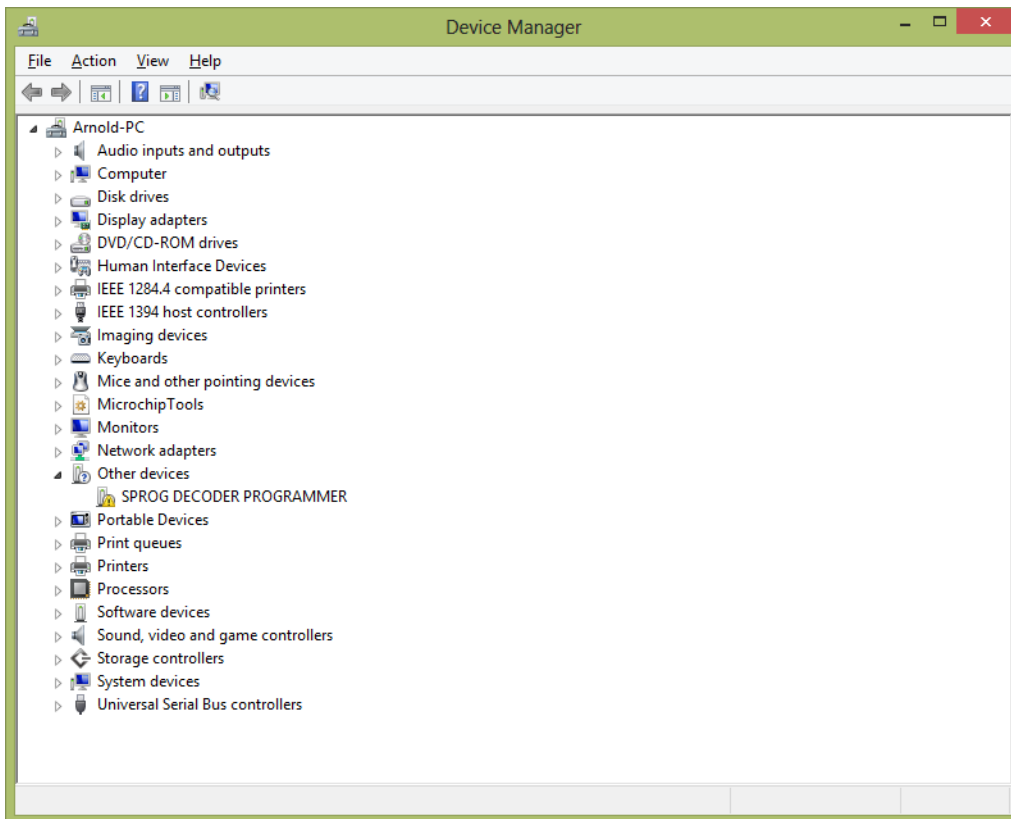 Device Manager
File Action View Help
Arnold-PC
Audio inputs and outputs
Computer
Disk drives
Display adapters
DVD/CD-ROM drives
Human Interface Devices
IEEE 1284.4 compatible printers
IEEE 1394 host controllers
Imaging devices
Keyboards
Mice and other pointing devices
MicrochipTools
Monitors
Network adapters
Other devices
SPROG DECODER PROGRAMMER
Portable Devices
Print queues
Printers
Processors
Software devices
Sound, video and game controllers
Storage controllers
System devices
Universal Serial Bus controllers